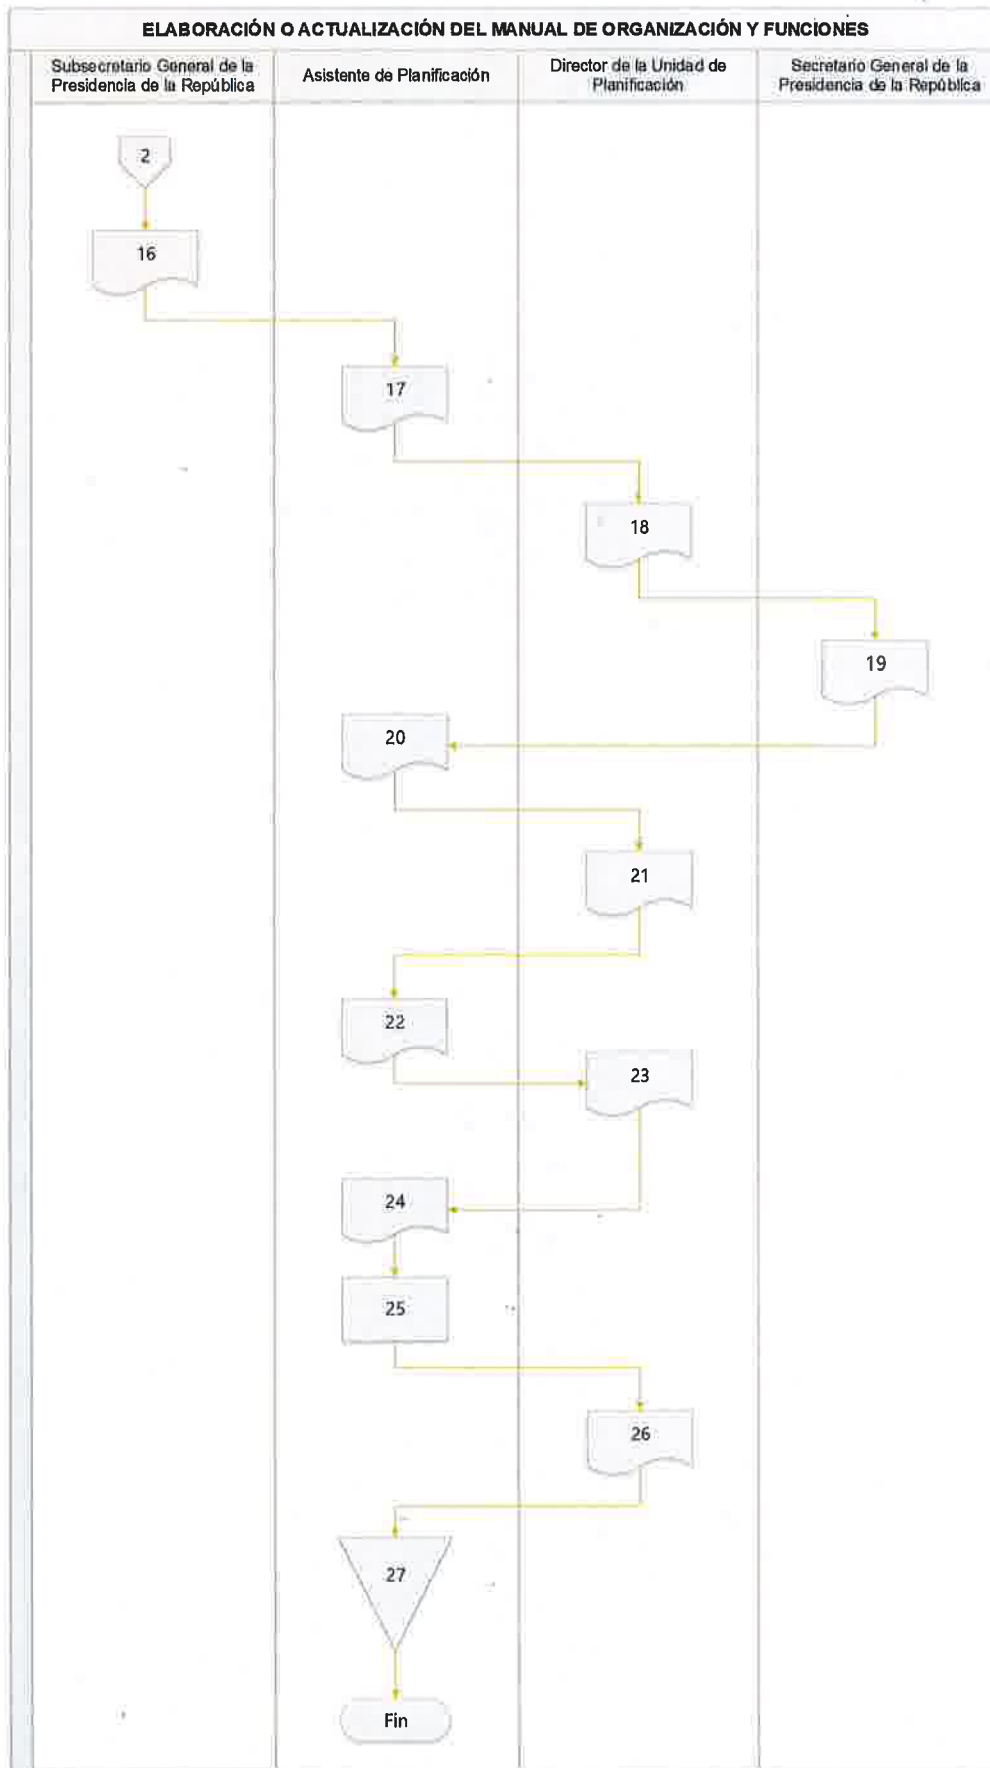 ELABORACIÓN O ACTUALIZACIÓN DEL MANUAL DE ORGANIZACIÓN Y FUNCIONES
Subsecretario General de la
Presidencia de la República
Asistente de Planificación
Director de la Unidad de
Planificación
Secretario General de la
Presidencia de la República
2
16
17
18
19
20
21
22
23
24
25
26
27
Fin